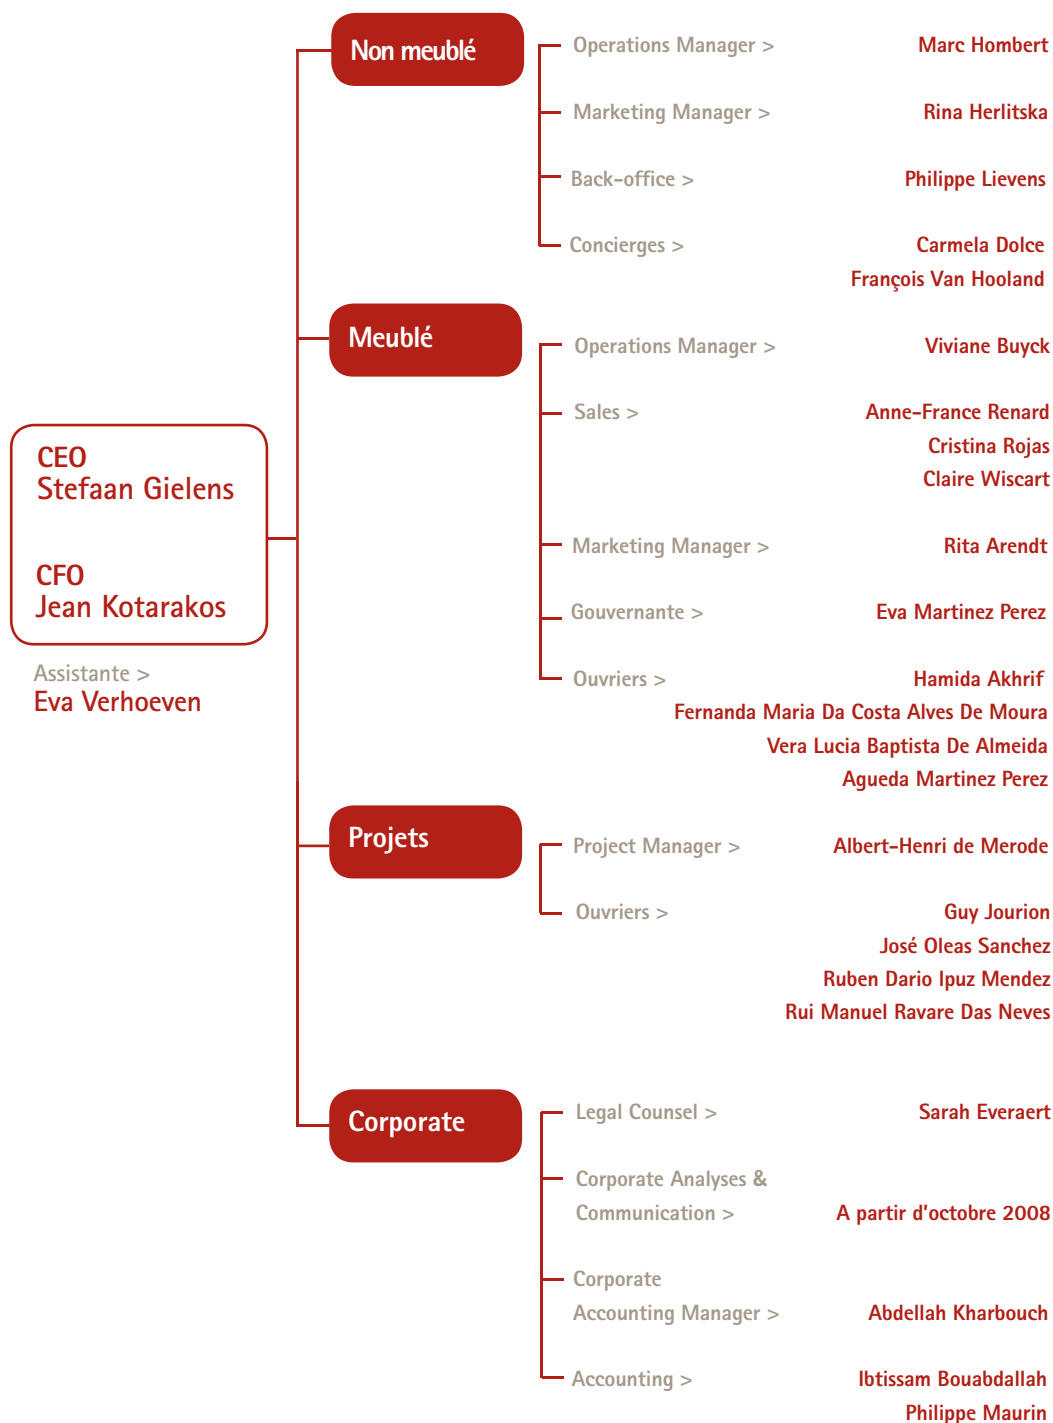 CEO
Stefaan Gielens
CFO
Jean Kotarakos
Assistante >
Eva Verhoeven
Non meublé
Operations Manager > Marc Hombert
Marketing Manager > Rina Herlitska
Back-office > Philippe Lievens
Concierges > Carmela Dolce
François Van Hooland
Meublé
Operations Manager > Viviane Buyck
Sales > Anne-France Renard
Cristina Rojas
Claire Wiscart
Marketing Manager > Rita Arendt
Gouvernante > Eva Martinez Perez
Ouvriers > Hamida Akhrif
Fernanda Maria Da Costa Alves De Moura
Vera Lucia Baptista De Almeida
Agueda Martinez Perez
Projets
Project Manager > Albert-Henri de Merode
Ouvriers > Guy Jourion
José Oleas Sanchez
Ruben Dario Ipuz Mendez
Rui Manuel Ravare Das Neves
Corporate
Legal Counsel > Sarah Everaert
Corporate Analyses &
Communication > A partir d'octobre 2008
Corporate
Accounting Manager > Abdellah Kharbouch
Accounting > Ibtissam Bouabdallah
Philippe Maurin